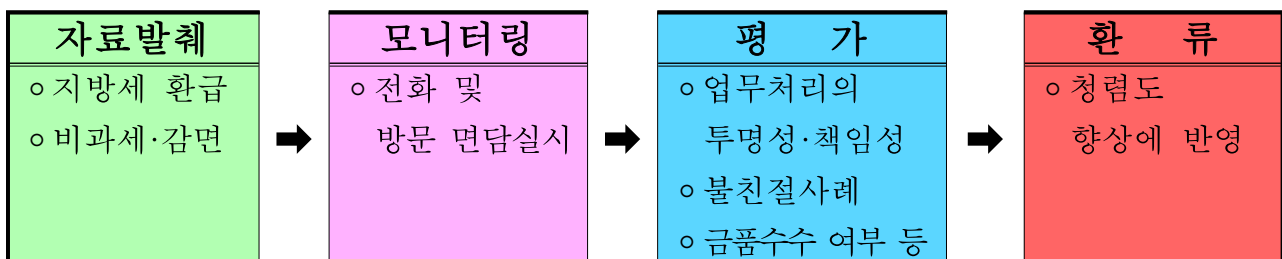 자료발췌
ㅇ지방세 환급
ㅇ비과세·감면
모니터링
ㅇ전화 및
방문 면담실시
평 가
ㅇ업무처리의
투명성·책임성
ㅇ불친절사례
ㅇ금품수수 여부 등
환 류
ㅇ청렴도
향상에 반영